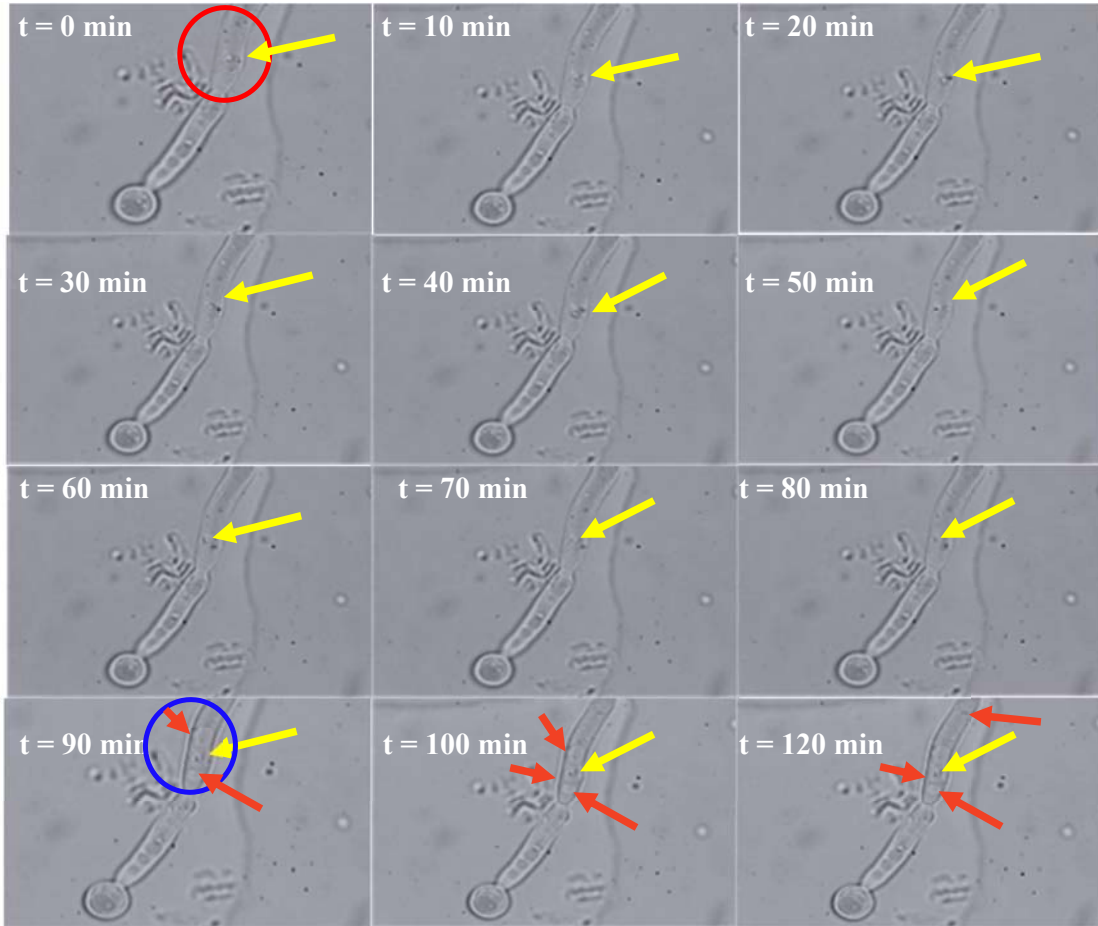 t = 0 min
t = 10 min
t = 20 min
t = 30 min
t = 40 min
t = 50 min
t = 60 min
t = 70 min
t = 80 min
t = 90 min
t = 100 min
t = 120 min